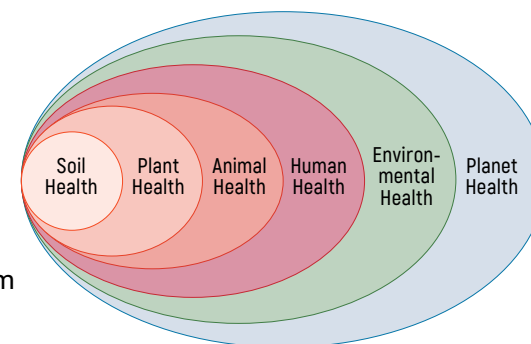 Soil
Health
Plant
Health
Animal
Health
Human
Health
Environ-
mental
Health
Planet
Health
m